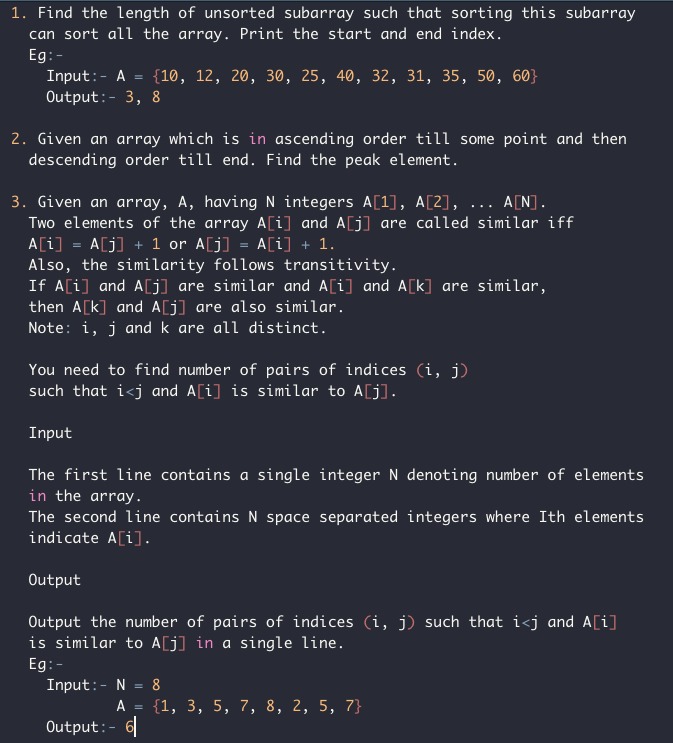 1. Find the length of unsorted subarray such that sorting this subarray
can sort all the array. Print the start and end index.
Eg:-
Input:- A = {10, 12, 20, 30, 25, 40, 32, 31, 35, 50, 60}
Output:- 3, 8
2. Given an array which is in ascending order till some point and then
descending order till end. Find the peak element.
3. Given an array, A, having N integers A[1], A[2], ... A[N].
Two elements of the array A[i] and A[j] are called similar iff
A[i] = A[j] + 1 or A[j] = A[i] + 1.
Also, the similarity follows transitivity.
If A[i] and A[j] are similar and A[i] and A[k] are similar,
then A[k] and A[j] are also similar.
Note: i, j and k are all distinct.
You need to find number of pairs of indices (i, j)
such that i<j and A[i] is similar to A[j].
Input
The first line contains a single integer N denoting number of elements
in the array.
The second line contains N space separated integers where Ith elements
indicate A[i].
Output
Output the number of pairs of indices (i, j) such that i<j and A[i]
is similar to A[j] in a single line.
Eg:-
Input:- N = 8
A = {1, 3, 5, 7, 8, 2, 5, 7}
Output:- 6